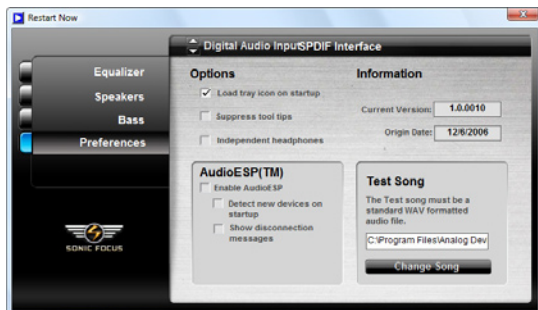 Restart Now
Digital Audio InputSPDIF Interface
Equalizer
Speakers
Bass
Preferences
SONIC FOCUS
Options
Load tray icon on startup
Suppress tool tips
Independent headphones
Information
Current Version: 1.0.0010
Origin Date: 12/6/2006
AudioESP(TM)
Enable AudioESP
Detect new devices on
startup
Show disconnection
messages
Test Song
The Test song must be a
standard WAV formatted
audio file.
C:\Program Files\Analog Dev
Change Song